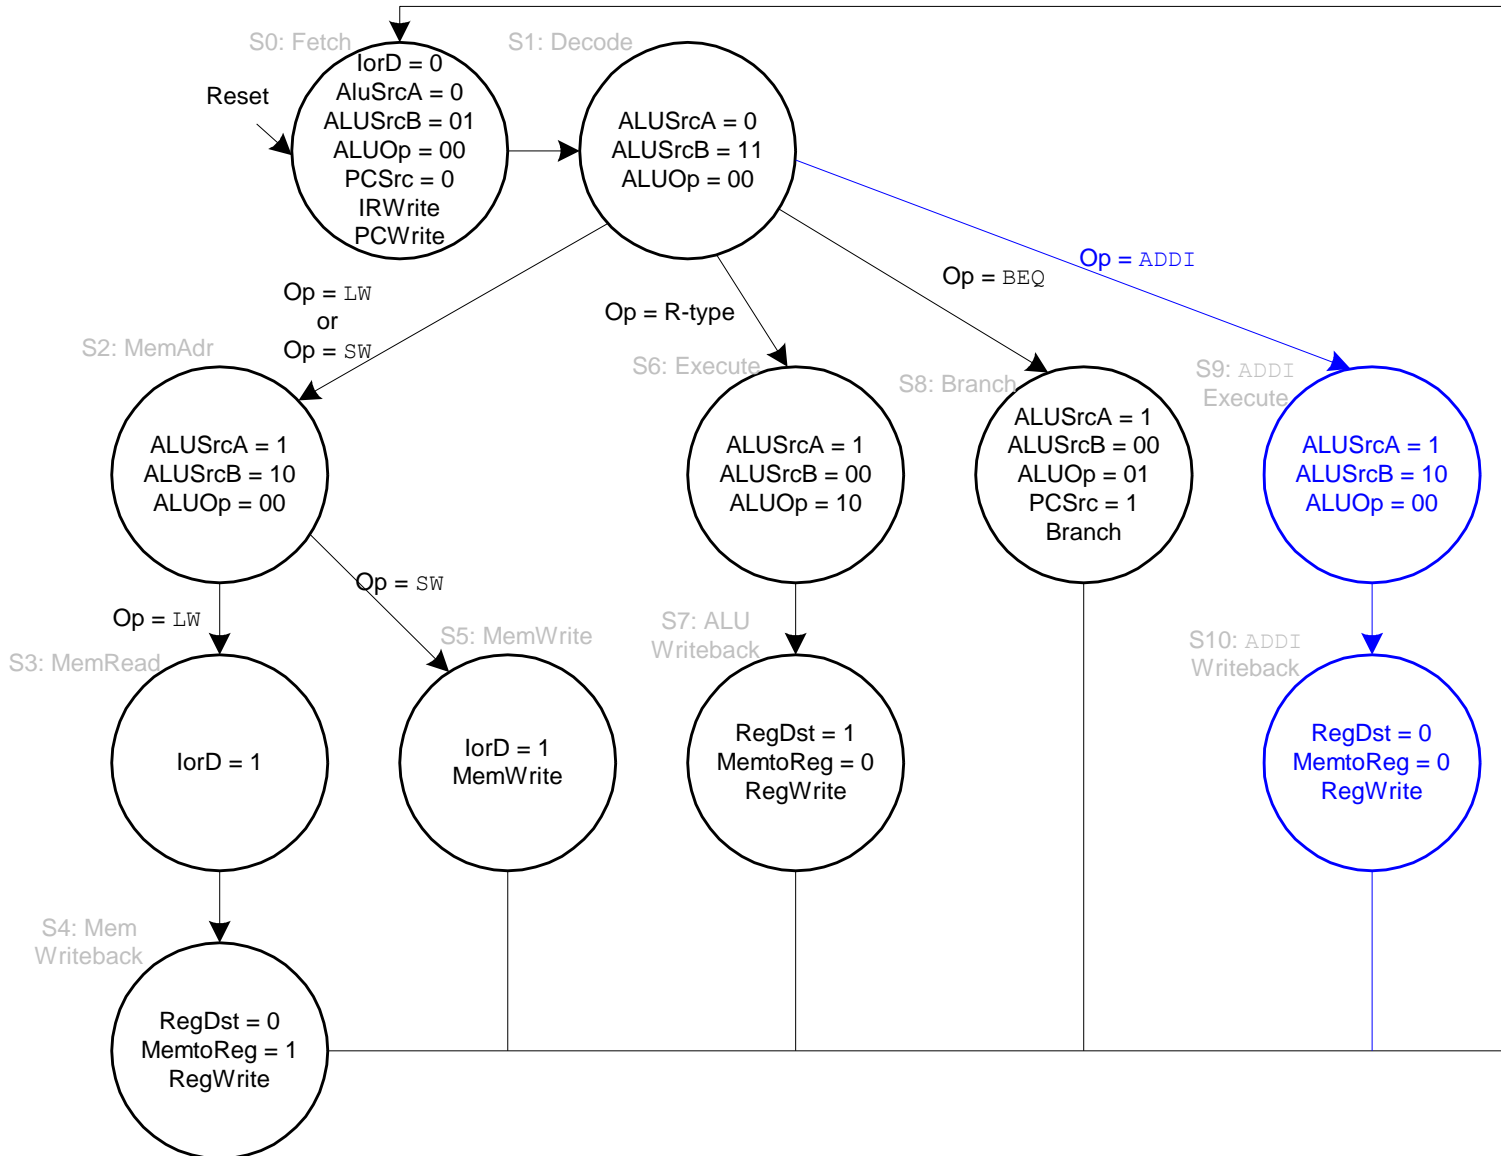 S0: Fetch
S1: Decode
Reset
IorD = 0
AluSrcA = 0
ALUSrcB = 01
ALUOp = 00
PCSrc = 0
IRWrite
PCWrite
ALUSrcA = 0
ALUSrcB = 11
ALUOp = 00
Op = LW
or
Op = SW
Op = R-type
Op = BEQ
Op = ADDI
S2: MemAdr
ALUSrcA = 1
ALUSrcB = 10
ALUOp = 00
S6: Execute
ALUSrcA = 1
ALUSrcB = 00
ALUOp = 10
S8: Branch
ALUSrcA = 1
ALUSrcB = 00
ALUOp = 01
PCSrc = 1
Branch
S9: ADDI
Execute
ALUSrcA = 1
ALUSrcB = 10
ALUOp = 00
Op = LW
Op = SW
S3: MemRead
IorD = 1
S5: MemWrite
IorD = 1
MemWrite
S7: ALU
Writeback
RegDst = 1
MemtoReg = 0
RegWrite
S10: ADDI
Writeback
RegDst = 0
MemtoReg = 0
RegWrite
S4: Mem
Writeback
RegDst = 0
MemtoReg = 1
RegWrite